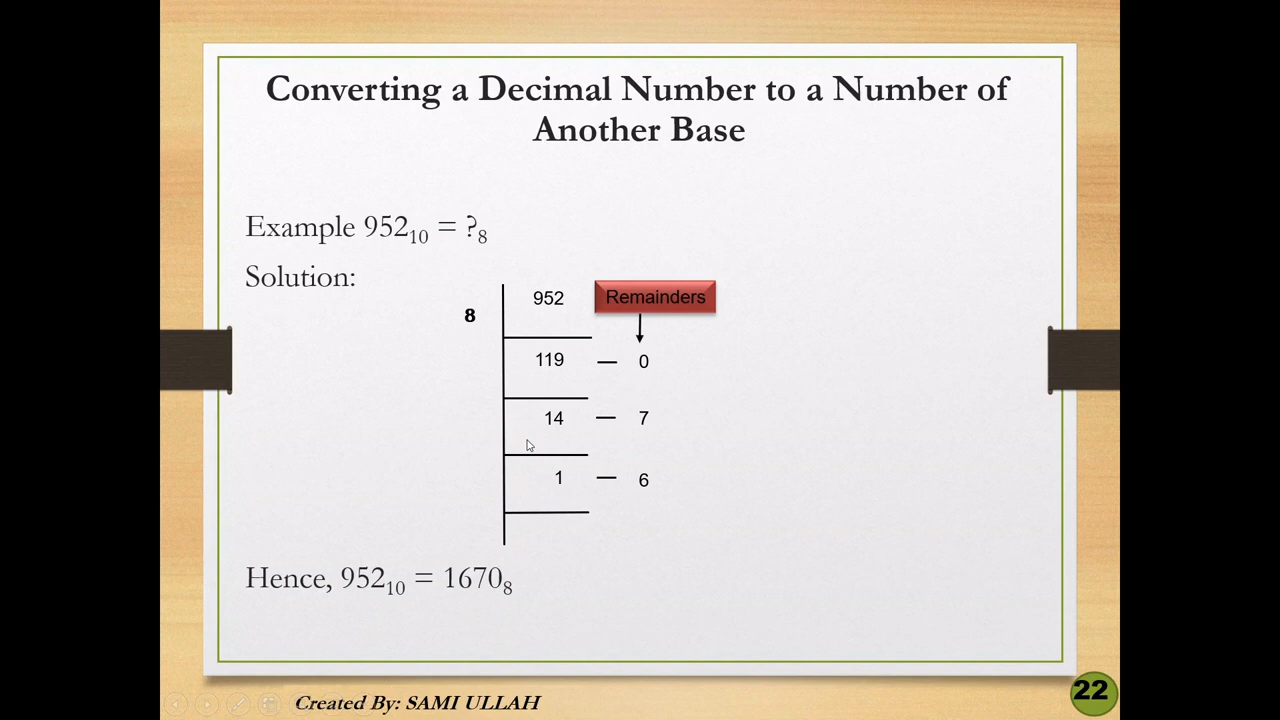 Converting a Decimal Number to a Number of
Another Base
Example 952₁₀ = ?₈
Solution:
952 Remainders
8
119 — 0
14 — 7
1 — 6
Hence, 952₁₀ = 1670₈
Created By: SAMI ULLAH
22